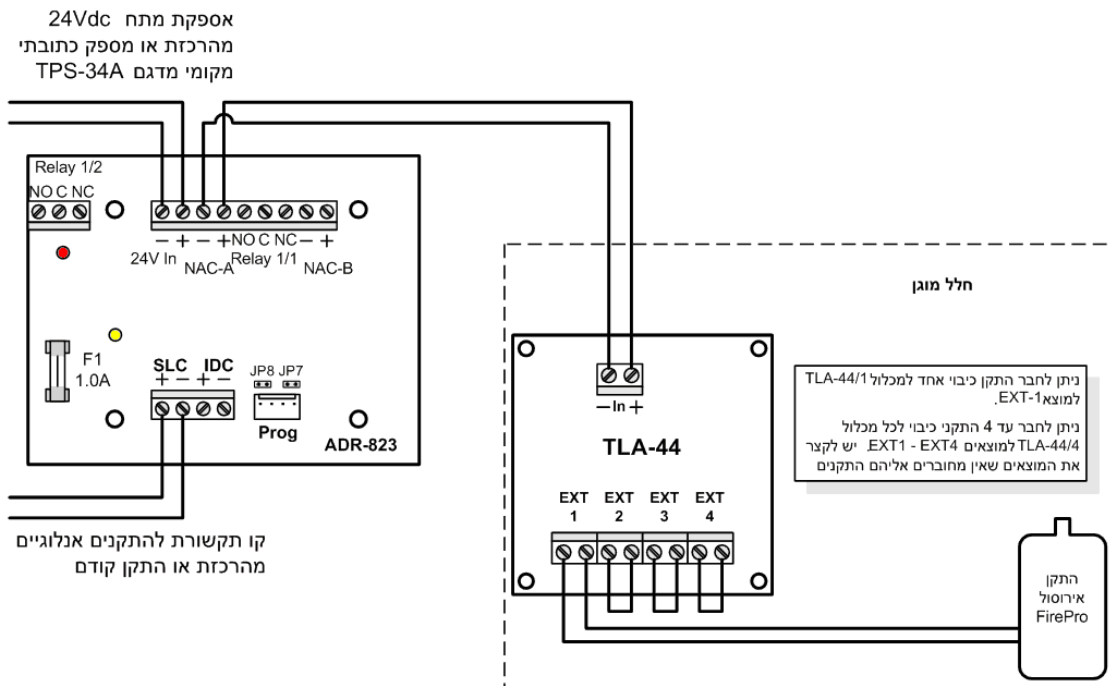 אספקת מתח 24Vdc
מהרכזת או מספק כתובתי
מקומי מדגם TPS-34A
Relay 1/2
NO C NC
– + – + NO C NC – +
24V In NAC-A Relay 1/1 NAC-B
F1
1.0A
SLC IDC
+ – + –
JP8 JP7
Prog
ADR-823
קו תקשורת להתקנים אנלוגיים
מהרכזת או התקן קודם
חלל מוגן
– In +
TLA-44
EXT EXT EXT EXT
1 2 3 4
ניתן לחבר התקן כיבוי אחד למכלול TLA-44/1
למוצא EXT-1.
ניתן לחבר עד 4 התקני כיבוי לכל מכלול
TLA-44/4 למוצאים EXT1 - EXT4. יש לקצר
את המוצאים שאין מחוברים אליהם התקנים
התקן
אירוסול
FirePro